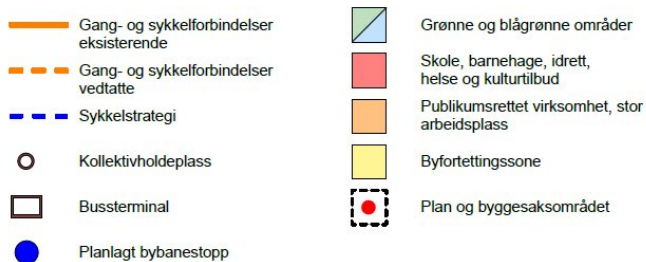 Gang- og sykkelforbindelser
eksisterende
Gang- og sykkelforbindelser
vedtatte
Sykkelstrategi
Kollektivholdeplass
Bussterminal
Planlagt bybanestopp
Grønne og blågrønne områder
Skole, barnehage, idrett,
helse og kulturtilbud
Publikumsrettet virksomhet, stor
arbeidsplass
Byfortettingssone
Plan og byggesaksområdet